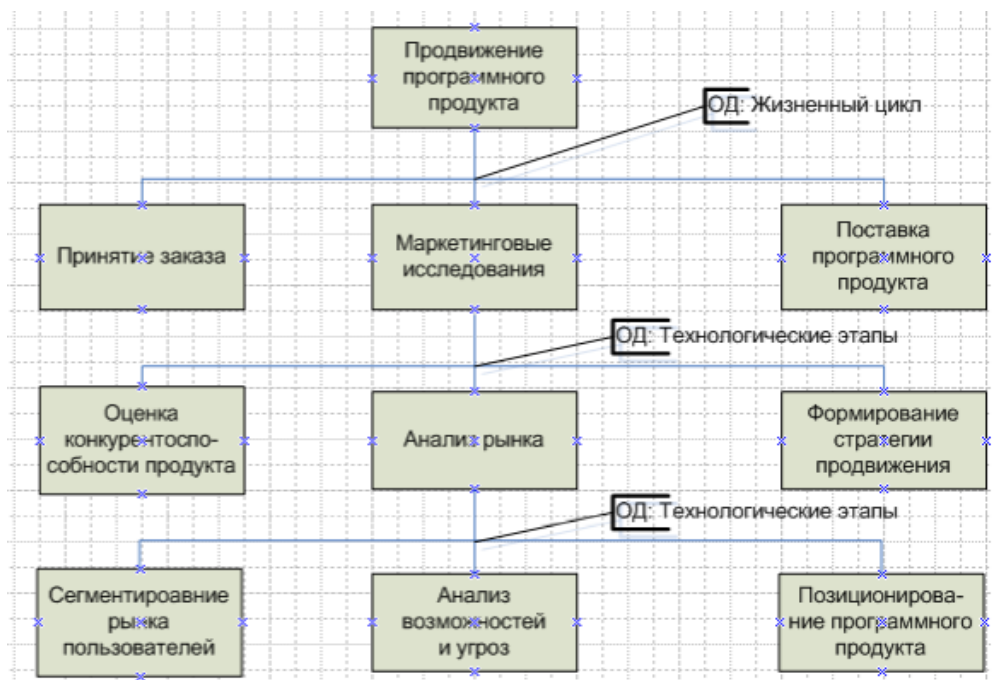 Продвижение
программного
продукта
ОД: Жизненный цикл
Принятие заказа
Маркетинговые
исследования
Поставка
программного
продукта
ОД: Технологические этапы
Оценка
конкурентоспо-
собности продукта
Анализ рынка
Формирование
стратегии
продвижения
ОД: Технологические этапы
Сегментироавние
рынка
пользователей
Анализ
возможностей
и угроз
Позиционирова-
ние программного
продукта